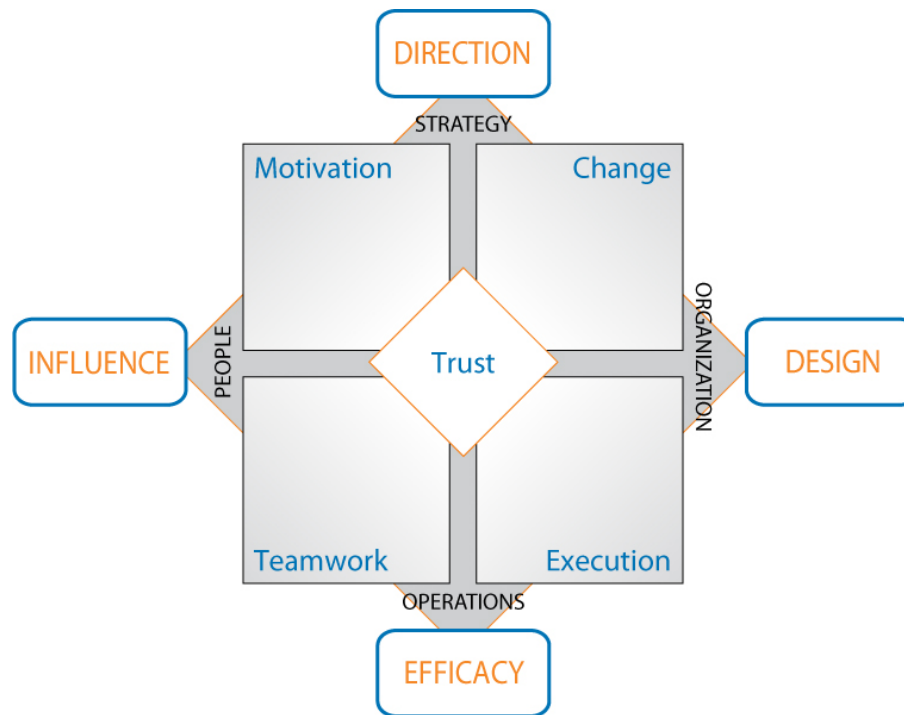 DIRECTION
STRATEGY
Motivation
Change
INFLUENCE
PEOPLE
Trust
ORGANIZATION
DESIGN
Teamwork
Execution
OPERATIONS
EFFICACY